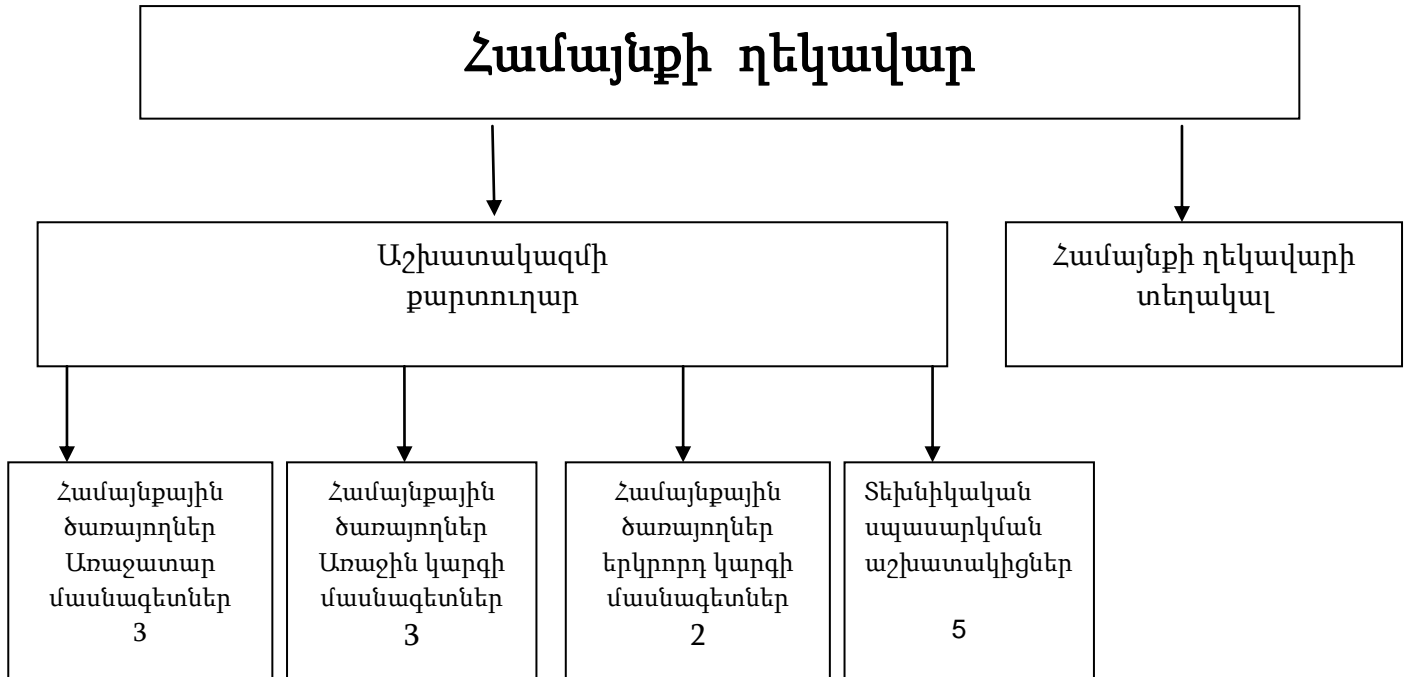 Համայնքի ղեկավար
Աշխատակազմի
քարտուղար
Համայնքի ղեկավարի
տեղակալ
Համայնքային
ծառայողներ
Առաջատար
մասնագետներ
3
Համայնքային
ծառայողներ
Առաջին կարգի
մասնագետներ
3
Համայնքային
ծառայողներ
երկրորդ կարգի
մասնագետներ
2
Տեխնիկական
սպասարկման
աշխատակիցներ
5